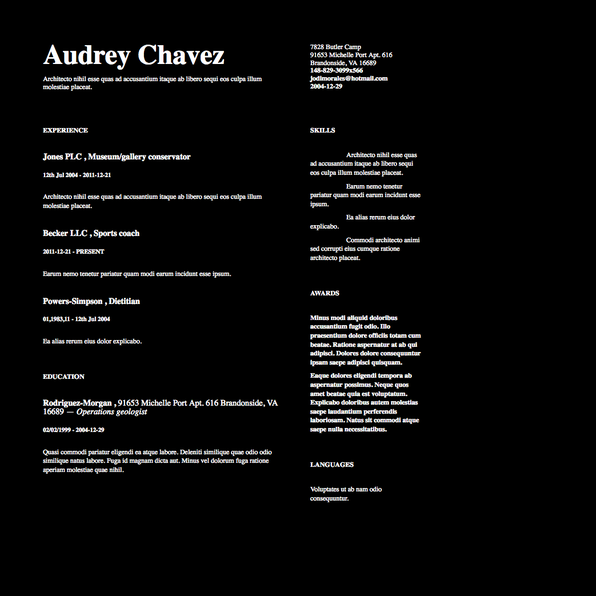 Audrey Chavez
Architecto nihil esse quas ad accusantium itaque ab libero sequi eos culpa illum
molestiae placeat.
7828 Butler Camp
91653 Michelle Port Apt. 616
Brandonside, VA 16689
148-829-3099x566
jodimorales@hotmail.com
2004-12-29
EXPERIENCE
Jones PLC , Museum/gallery conservator
12th Jul 2004 - 2011-12-21
Architecto nihil esse quas ad accusantium itaque ab libero sequi eos culpa illum
molestiae placeat.
Becker LLC , Sports coach
2011-12-21 - PRESENT
Earum nemo tenetur pariatur quam modi earum incidunt esse ipsum.
Powers-Simpson , Dietitian
01,1983,11 - 12th Jul 2004
Ea alias rerum eius dolor explicabo.
EDUCATION
Rodriguez-Morgan , 91653 Michelle Port Apt. 616 Brandonside, VA
16689 — Operations geologist
02/02/1999 - 2004-12-29
Quasi commodi pariatur eligendi ea atque labore. Deleniti similique quae odio odio
similique natus labore. Fuga id magnam dicta aut. Minus vel dolorum fuga ratione
aperiam molestiae quae nihil.
SKILLS
Architecto nihil esse quas
ad accusantium itaque ab libero sequi
eos culpa illum molestiae placeat.
Earum nemo tenetur
pariatur quam modi earum incidunt esse
ipsum.
Ea alias rerum eius dolor
explicabo.
Commodi architecto animi
sed corrupti eius cumque ratione
architecto placeat.
AWARDS
Minus modi aliquid doloribus
accusantium fugit odio. Illo
praesentium dolore officiis totam cum
beatae. Ratione aspernatur at ab qui
adipisci. Dolores dolore consequuntur
ipsam saepe adipisci quisquam.
Eaque dolores eligendi tempora ab
aspernatur possimus. Neque quos
amet beatae quia est voluptatum.
Explicabo doloribus autem molestias
saepe laudantium perferendis
laboriosam. Natus sit commodi atque
saepe nulla necessitatibus.
LANGUAGES
Voluptates ut ab nam odio
consequuntur.